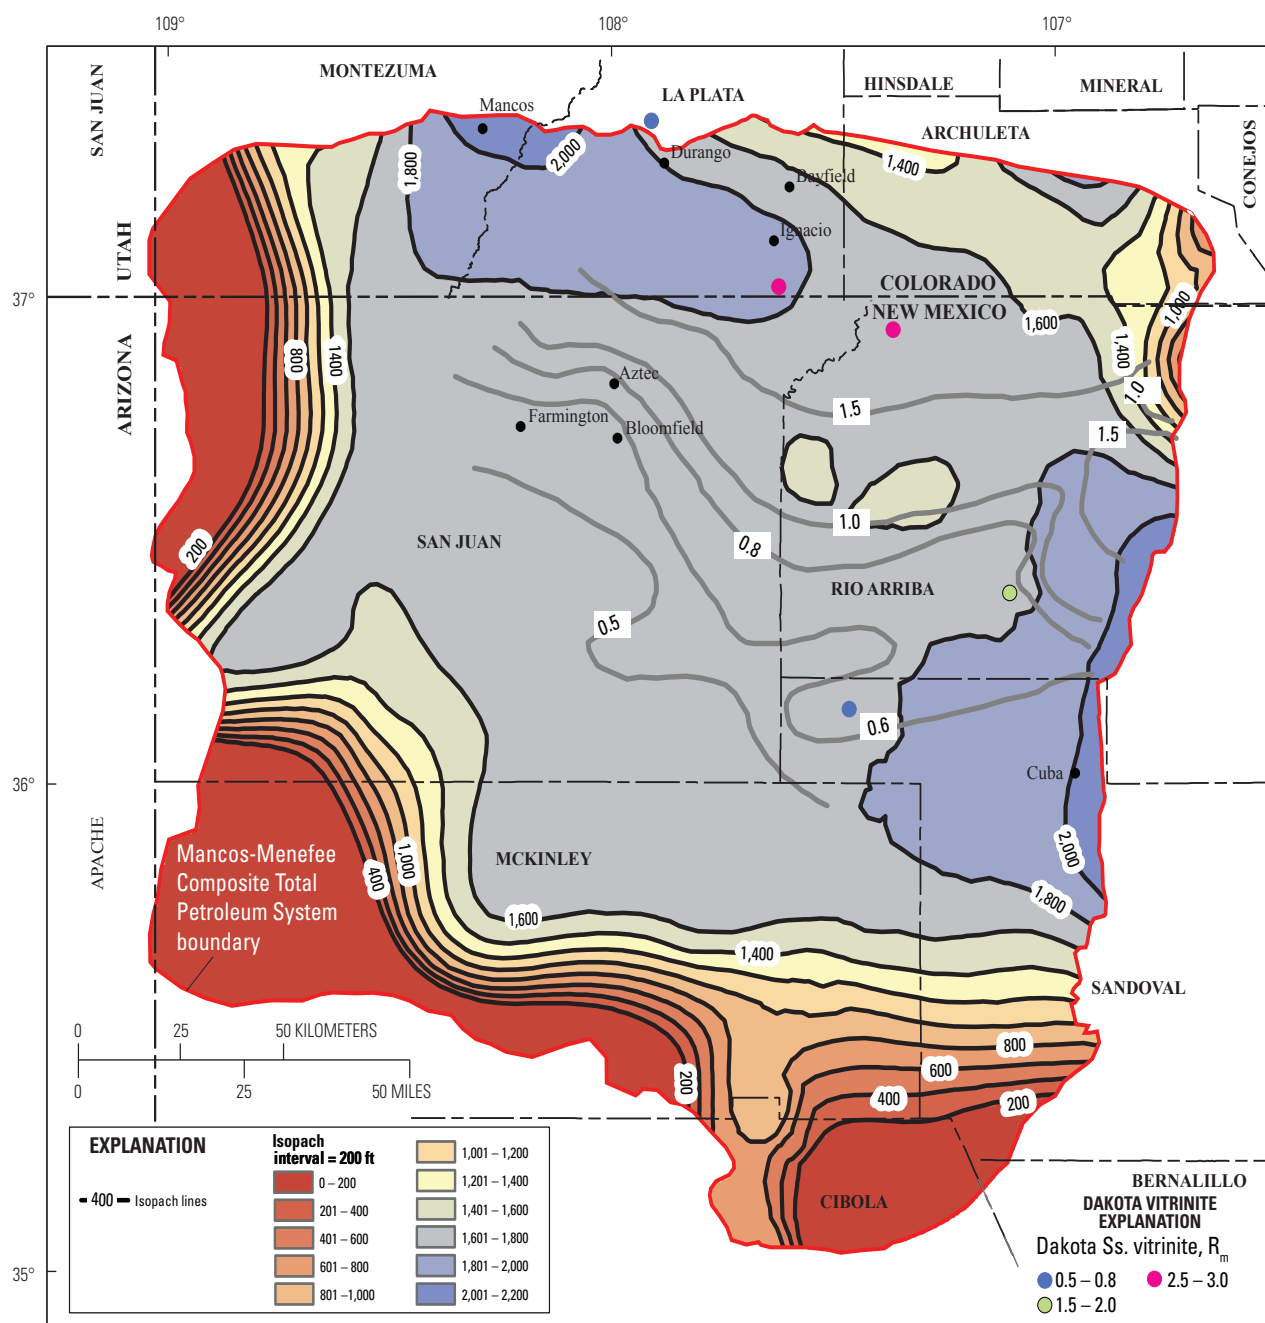 109°
108°
107°
MONTEZUMA
LA PLATA
HINSDALE
MINERAL
SAN JUAN
Mancos
ARCHULETA
CONEJOS
2,000
1,800
Durango
1,400
Bayfield
UTAH
Ignacio
37°
COLORADO
NEW MEXICO
1,000
1,600
ARIZONA
800
1400
1,400
Aztec
1.0
1.5
Farmington
Bloomfield
1.5
1.0
0.8
200
SAN JUAN
RIO ARRIBA
0.5
0.6
36°
Cuba
APACHE
2,000
Mancos-Menefee
Composite Total
Petroleum System
boundary
1,000
400
MCKINLEY
1,800
1,600
1,400
SANDOVAL
0 25 50 KILOMETERS
0 25 50 MILES
800
600
200
400
200
CIBOLA
BERNALILLO
35°
EXPLANATION
400 Isopach lines
Isopach
interval = 200 ft
0 – 200
201 – 400
401 – 600
601 – 800
801 –1,000
1,001 – 1,200
1,201 – 1,400
1,401 – 1,600
1,601 – 1,800
1,801 – 2,000
2,001 – 2,200
DAKOTA VITRINITE
EXPLANATION
Dakota Ss. vitrinite, Rm
0.5 – 0.8
2.5 – 3.0
1.5 – 2.0